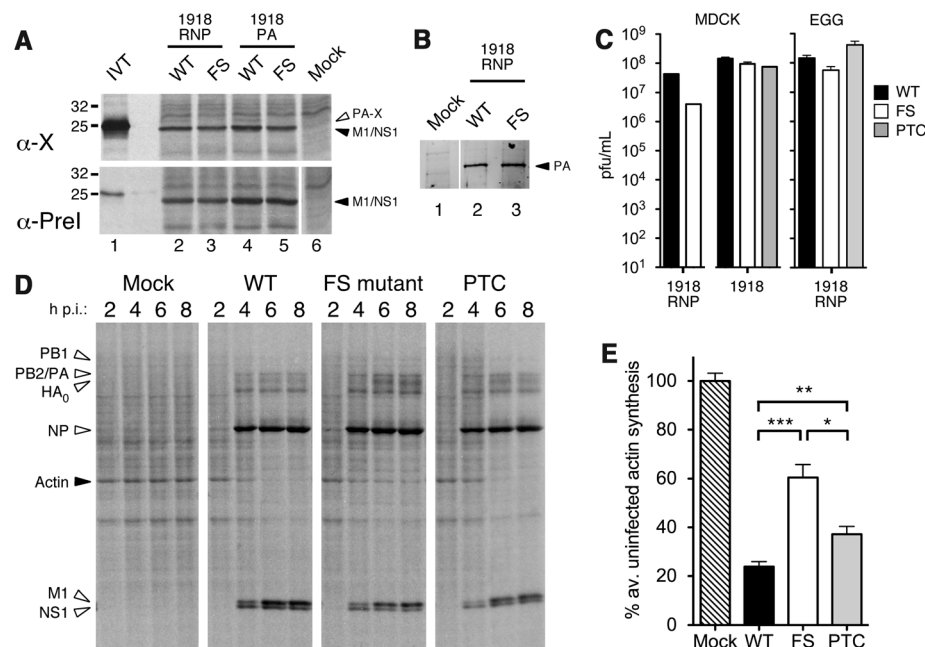 A
1918 RNP
1918 PA
IVT WT FS WT FS Mock
32
25
α-X
PA-X
M1/NS1
32
25
α-PreI
M1/NS1
1 2 3 4 5 6
B
1918 RNP
Mock WT FS
PA
1 2 3
C
MDCK EGG
pfu/mL
10⁹
10⁸
10⁷
10⁶
10⁵
10⁴
10³
10²
10¹
1918 RNP
1918
1918 RNP
WT
FS
PTC
D
Mock WT FS mutant PTC
h p.i.: 2 4 6 8 2 4 6 8 2 4 6 8 2 4 6 8
PB1
PB2/PA
HA₀
NP
Actin
M1
NS1
E
% av. uninfected actin synthesis
100
80
60
40
20
0
**
*** *
Mock WT FS PTC